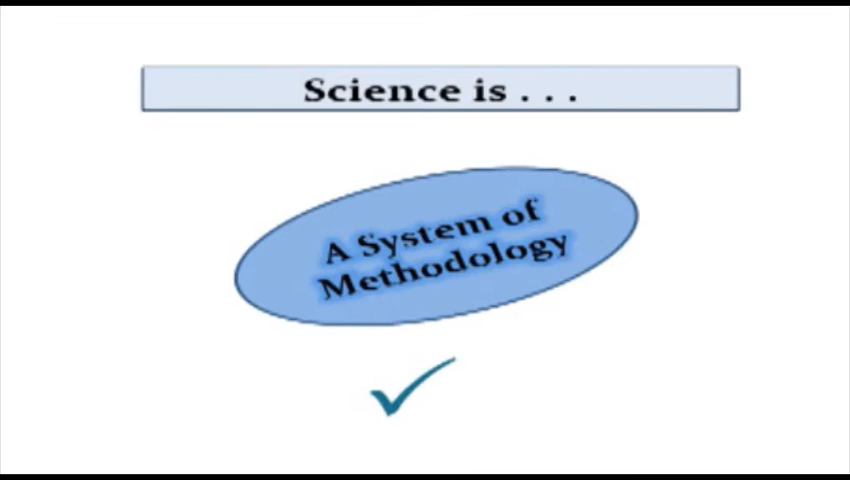 Science is . . .
A System of
Methodology